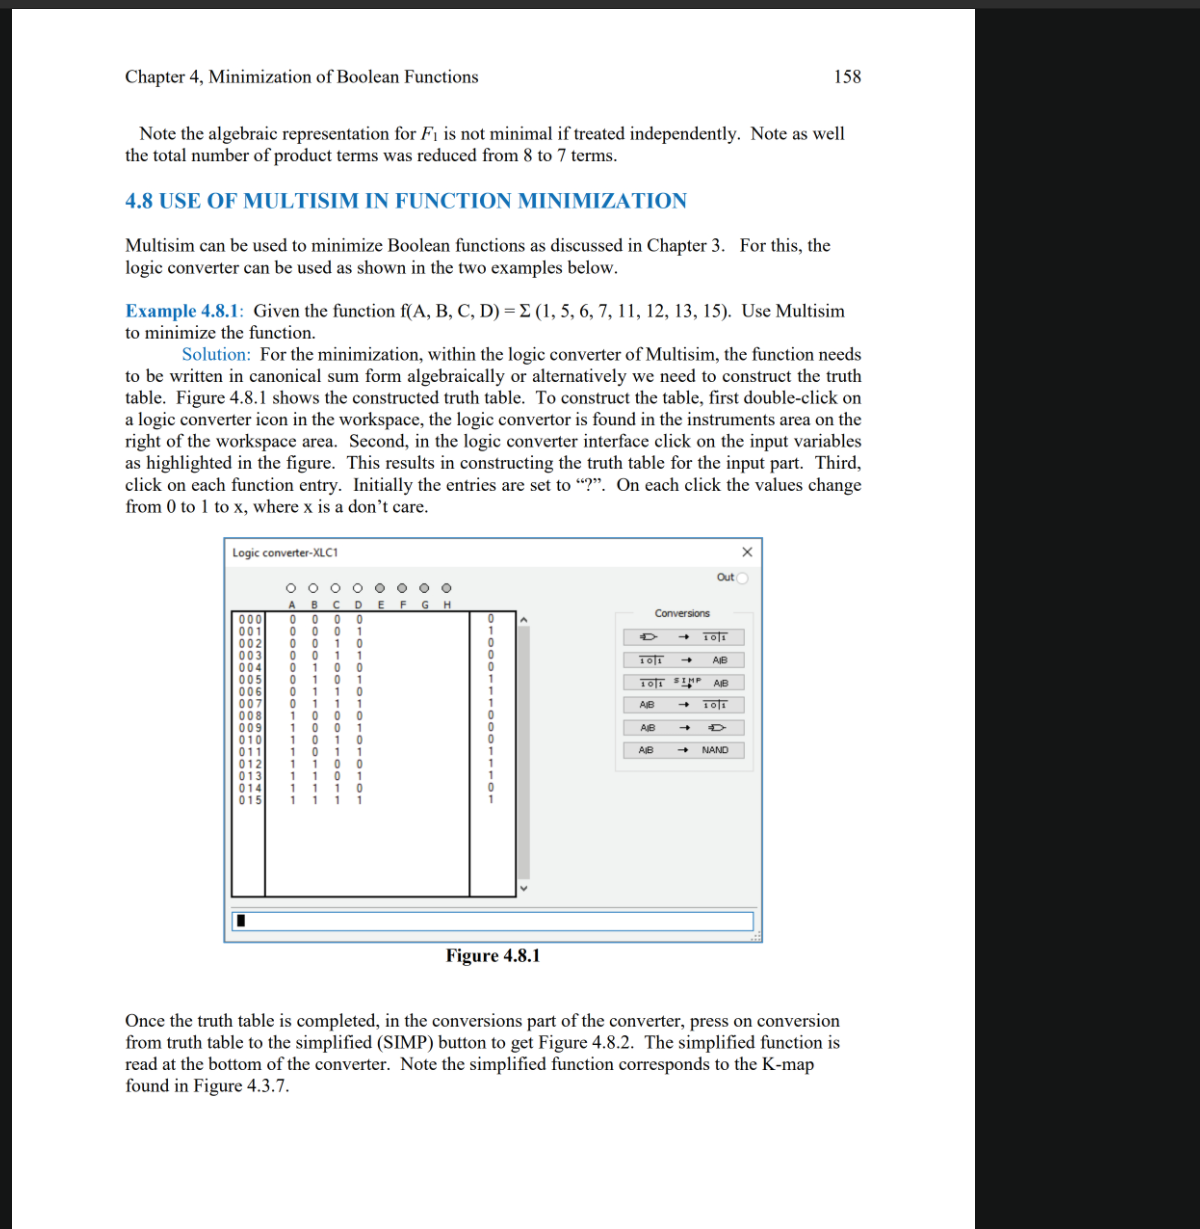 Chapter 4, Minimization of Boolean Functions 158
Note the algebraic representation for F1 is not minimal if treated independently. Note as well
the total number of product terms was reduced from 8 to 7 terms.
4.8 USE OF MULTISIM IN FUNCTION MINIMIZATION
Multisim can be used to minimize Boolean functions as discussed in Chapter 3. For this, the
logic converter can be used as shown in the two examples below.
Example 4.8.1: Given the function f(A, B, C, D) = Σ (1, 5, 6, 7, 11, 12, 13, 15). Use Multisim
to minimize the function.
Solution: For the minimization, within the logic converter of Multisim, the function needs
to be written in canonical sum form algebraically or alternatively we need to construct the truth
table. Figure 4.8.1 shows the constructed truth table. To construct the table, first double-click on
a logic converter icon in the workspace, the logic convertor is found in the instruments area on the
right of the workspace area. Second, in the logic converter interface click on the input variables
as highlighted in the figure. This results in constructing the truth table for the input part. Third,
click on each function entry. Initially the entries are set to “?”. On each click the values change
from 0 to 1 to x, where x is a don’t care.
Logic converter-XLC1 ×
Out
A B C D E F G H
Conversions
000 0 0 0 0 0
001 0 0 0 1 1
002 0 0 1 0 0
003 0 0 1 1 0
004 0 1 0 0 0
005 0 1 0 1 1
006 0 1 1 0 1
007 0 1 1 1 1
008 1 0 0 0 0
009 1 0 0 1 0
010 1 0 1 0 0
011 1 0 1 1 1
012 1 1 0 0 1
013 1 1 0 1 1
014 1 1 1 0 0
015 1 1 1 1 1
→ 10|1
10|1 → A|B
10|1 SIMP A|B
A|B → 10|1
A|B →
A|B → NAND
Figure 4.8.1
Once the truth table is completed, in the conversions part of the converter, press on conversion
from truth table to the simplified (SIMP) button to get Figure 4.8.2. The simplified function is
read at the bottom of the converter. Note the simplified function corresponds to the K-map
found in Figure 4.3.7.